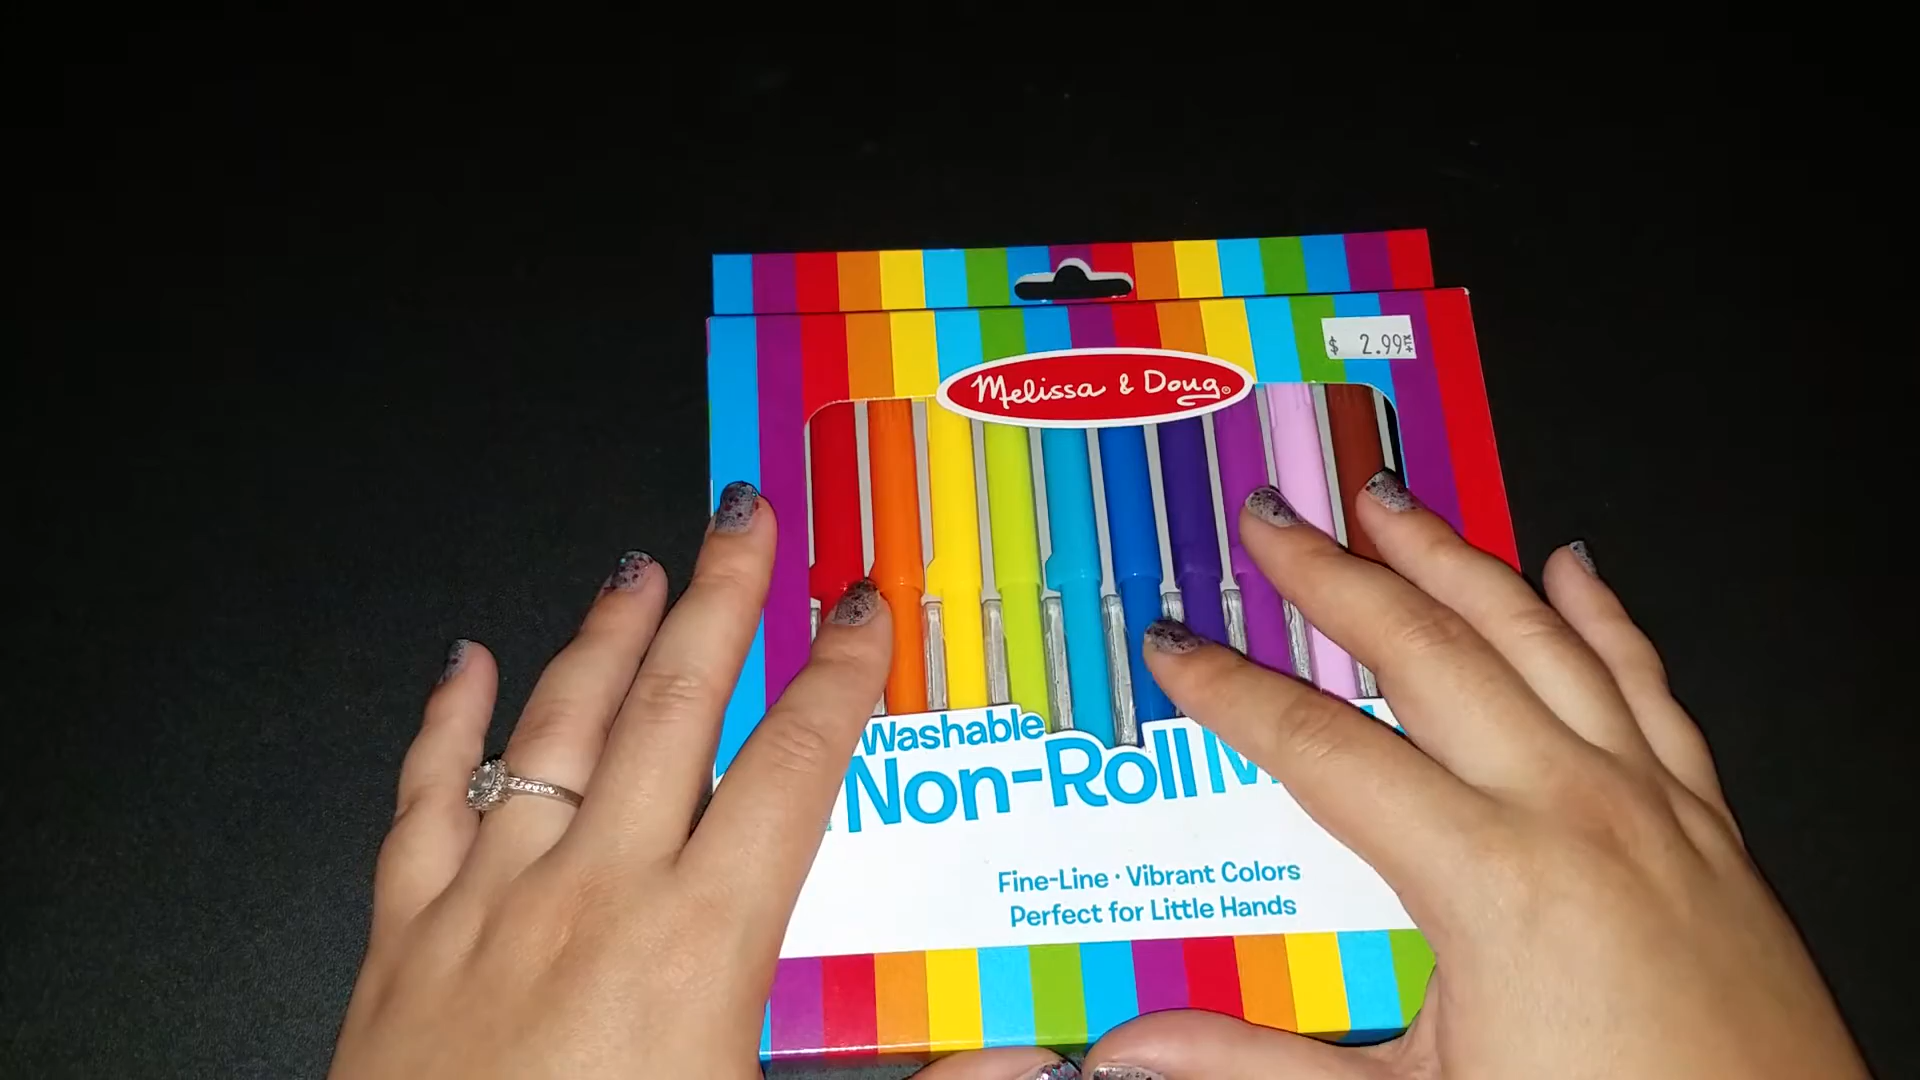 $ 2.99
Melissa & Doug®
Washable
Non-Roll
Fine-Line · Vibrant Colors
Perfect for Little Hands